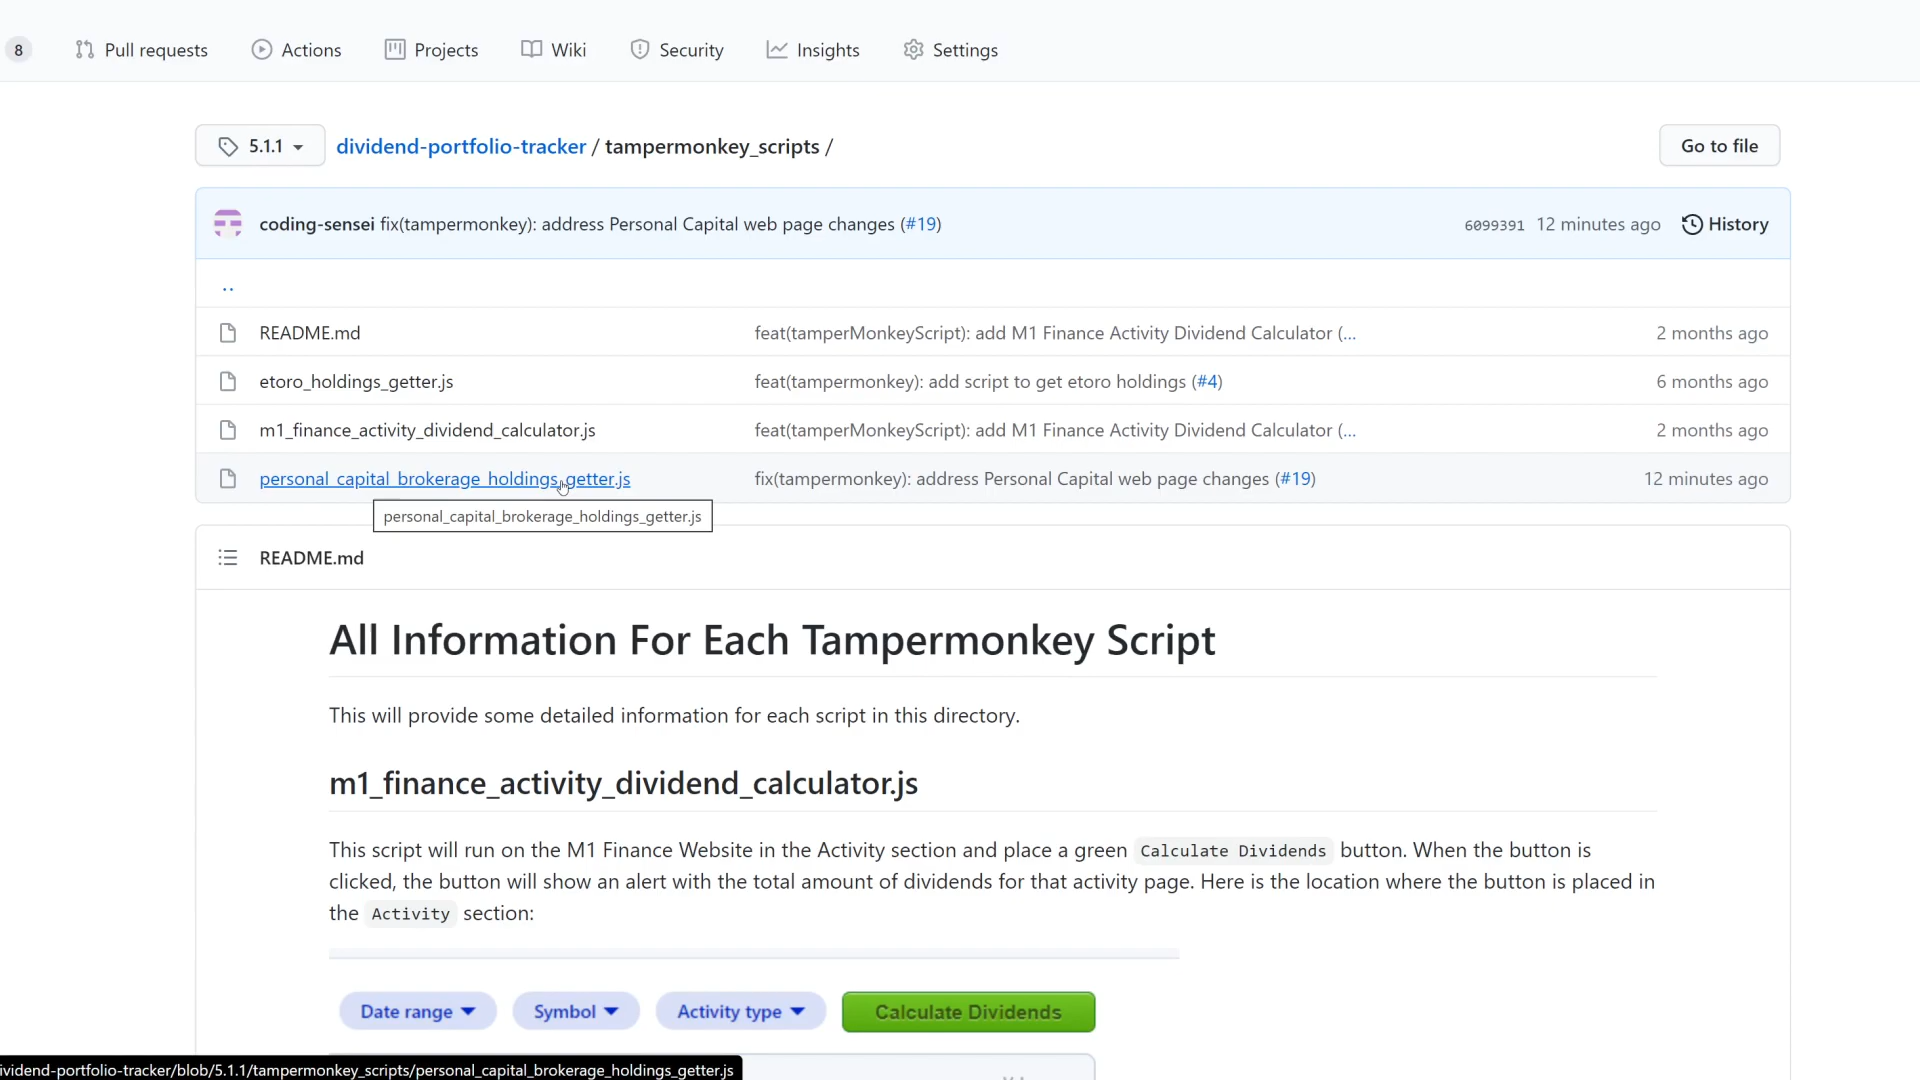 8 Pull requests Actions Projects Wiki Security Insights Settings
5.1.1 dividend-portfolio-tracker / tampermonkey_scripts / Go to file
coding-sensei fix(tampermonkey): address Personal Capital web page changes (#19) 6099391 12 minutes ago History
..
README.md feat(tamperMonkeyScript): add M1 Finance Activity Dividend Calculator (... 2 months ago
etoro_holdings_getter.js feat(tampermonkey): add script to get etoro holdings (#4) 6 months ago
m1_finance_activity_dividend_calculator.js feat(tamperMonkeyScript): add M1 Finance Activity Dividend Calculator (... 2 months ago
personal_capital_brokerage_holdings_getter.js fix(tampermonkey): address Personal Capital web page changes (#19) 12 minutes ago
personal_capital_brokerage_holdings_getter.js
README.md
All Information For Each Tampermonkey Script
This will provide some detailed information for each script in this directory.
m1_finance_activity_dividend_calculator.js
This script will run on the M1 Finance Website in the Activity section and place a green Calculate Dividends button. When the button is
clicked, the button will show an alert with the total amount of dividends for that activity page. Here is the location where the button is placed in
the Activity section:
Date range Symbol Activity type Calculate Dividends
ividend-portfolio-tracker/blob/5.1.1/tampermonkey_scripts/personal_capital_brokerage_holdings_getter.js